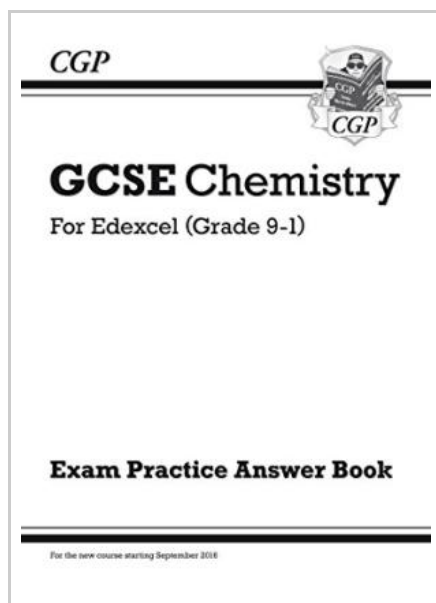 CGP
CGP
CGP
GCSE Chemistry
For Edexcel (Grade 9-1)
Exam Practice Answer Book
For the new course starting September 2016